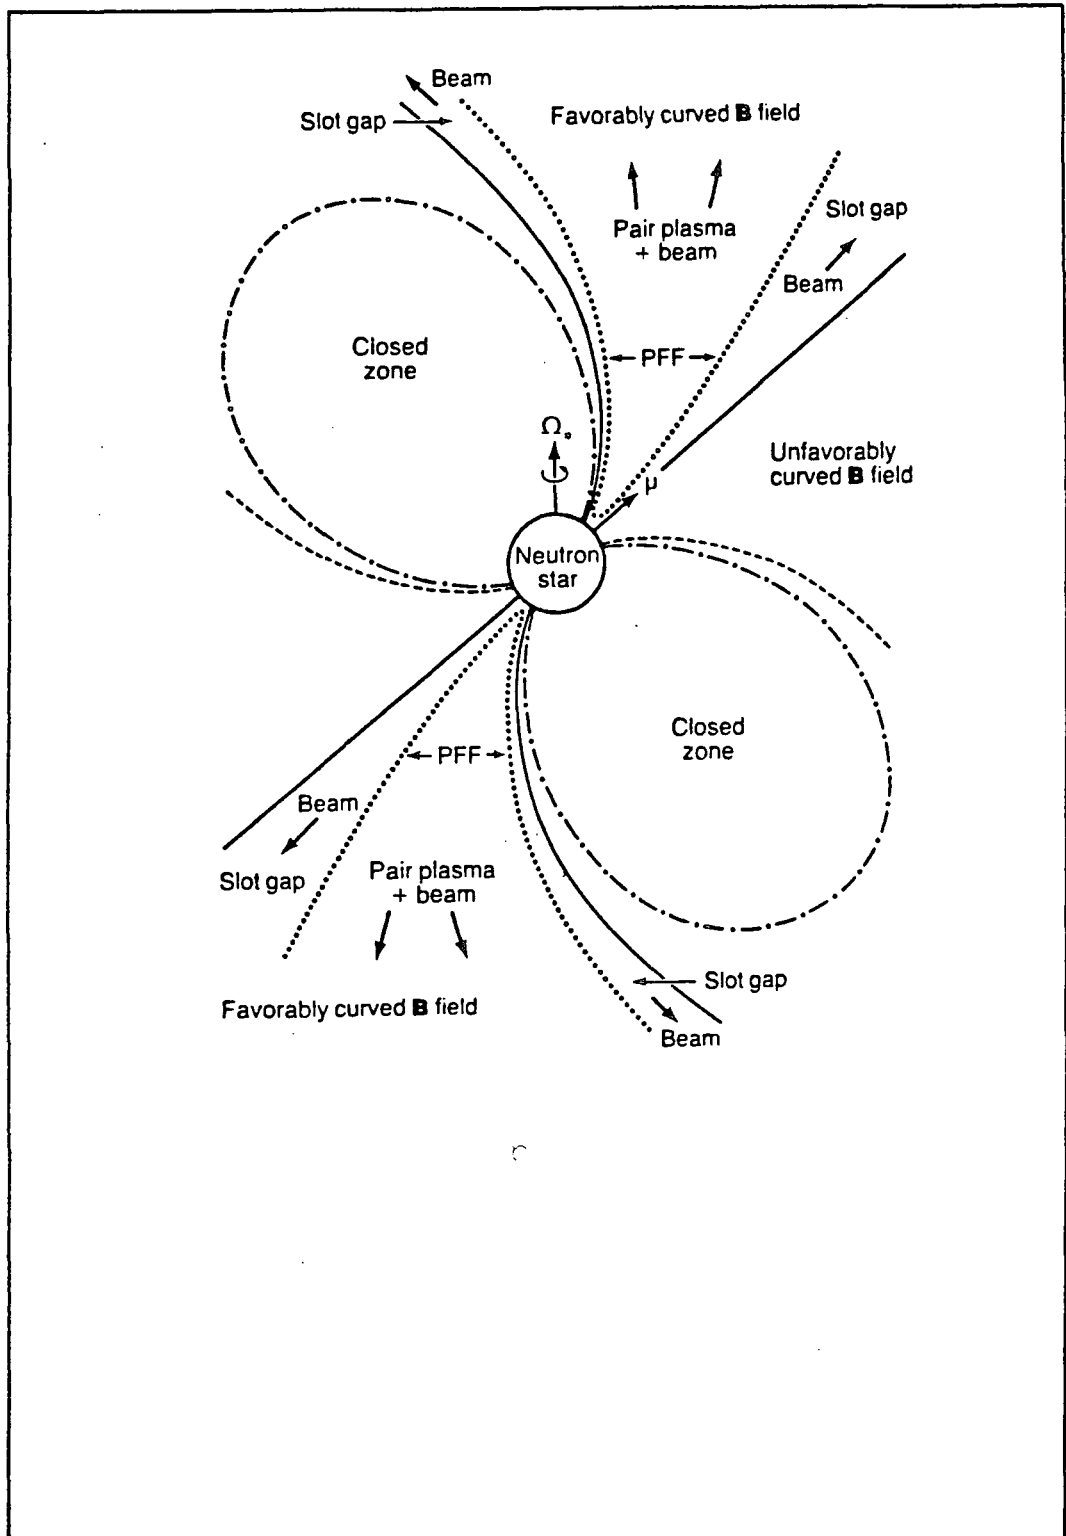 Beam
Slot gap
Favorably curved B field
Pair plasma
+ beam
Slot gap
Beam
Closed
zone
PFF
Ω
Unfavorably
curved B field
μ
Neutron
star
Closed
zone
PFF
Beam
Slot gap
Pair plasma
+ beam
Slot gap
Favorably curved B field
Beam